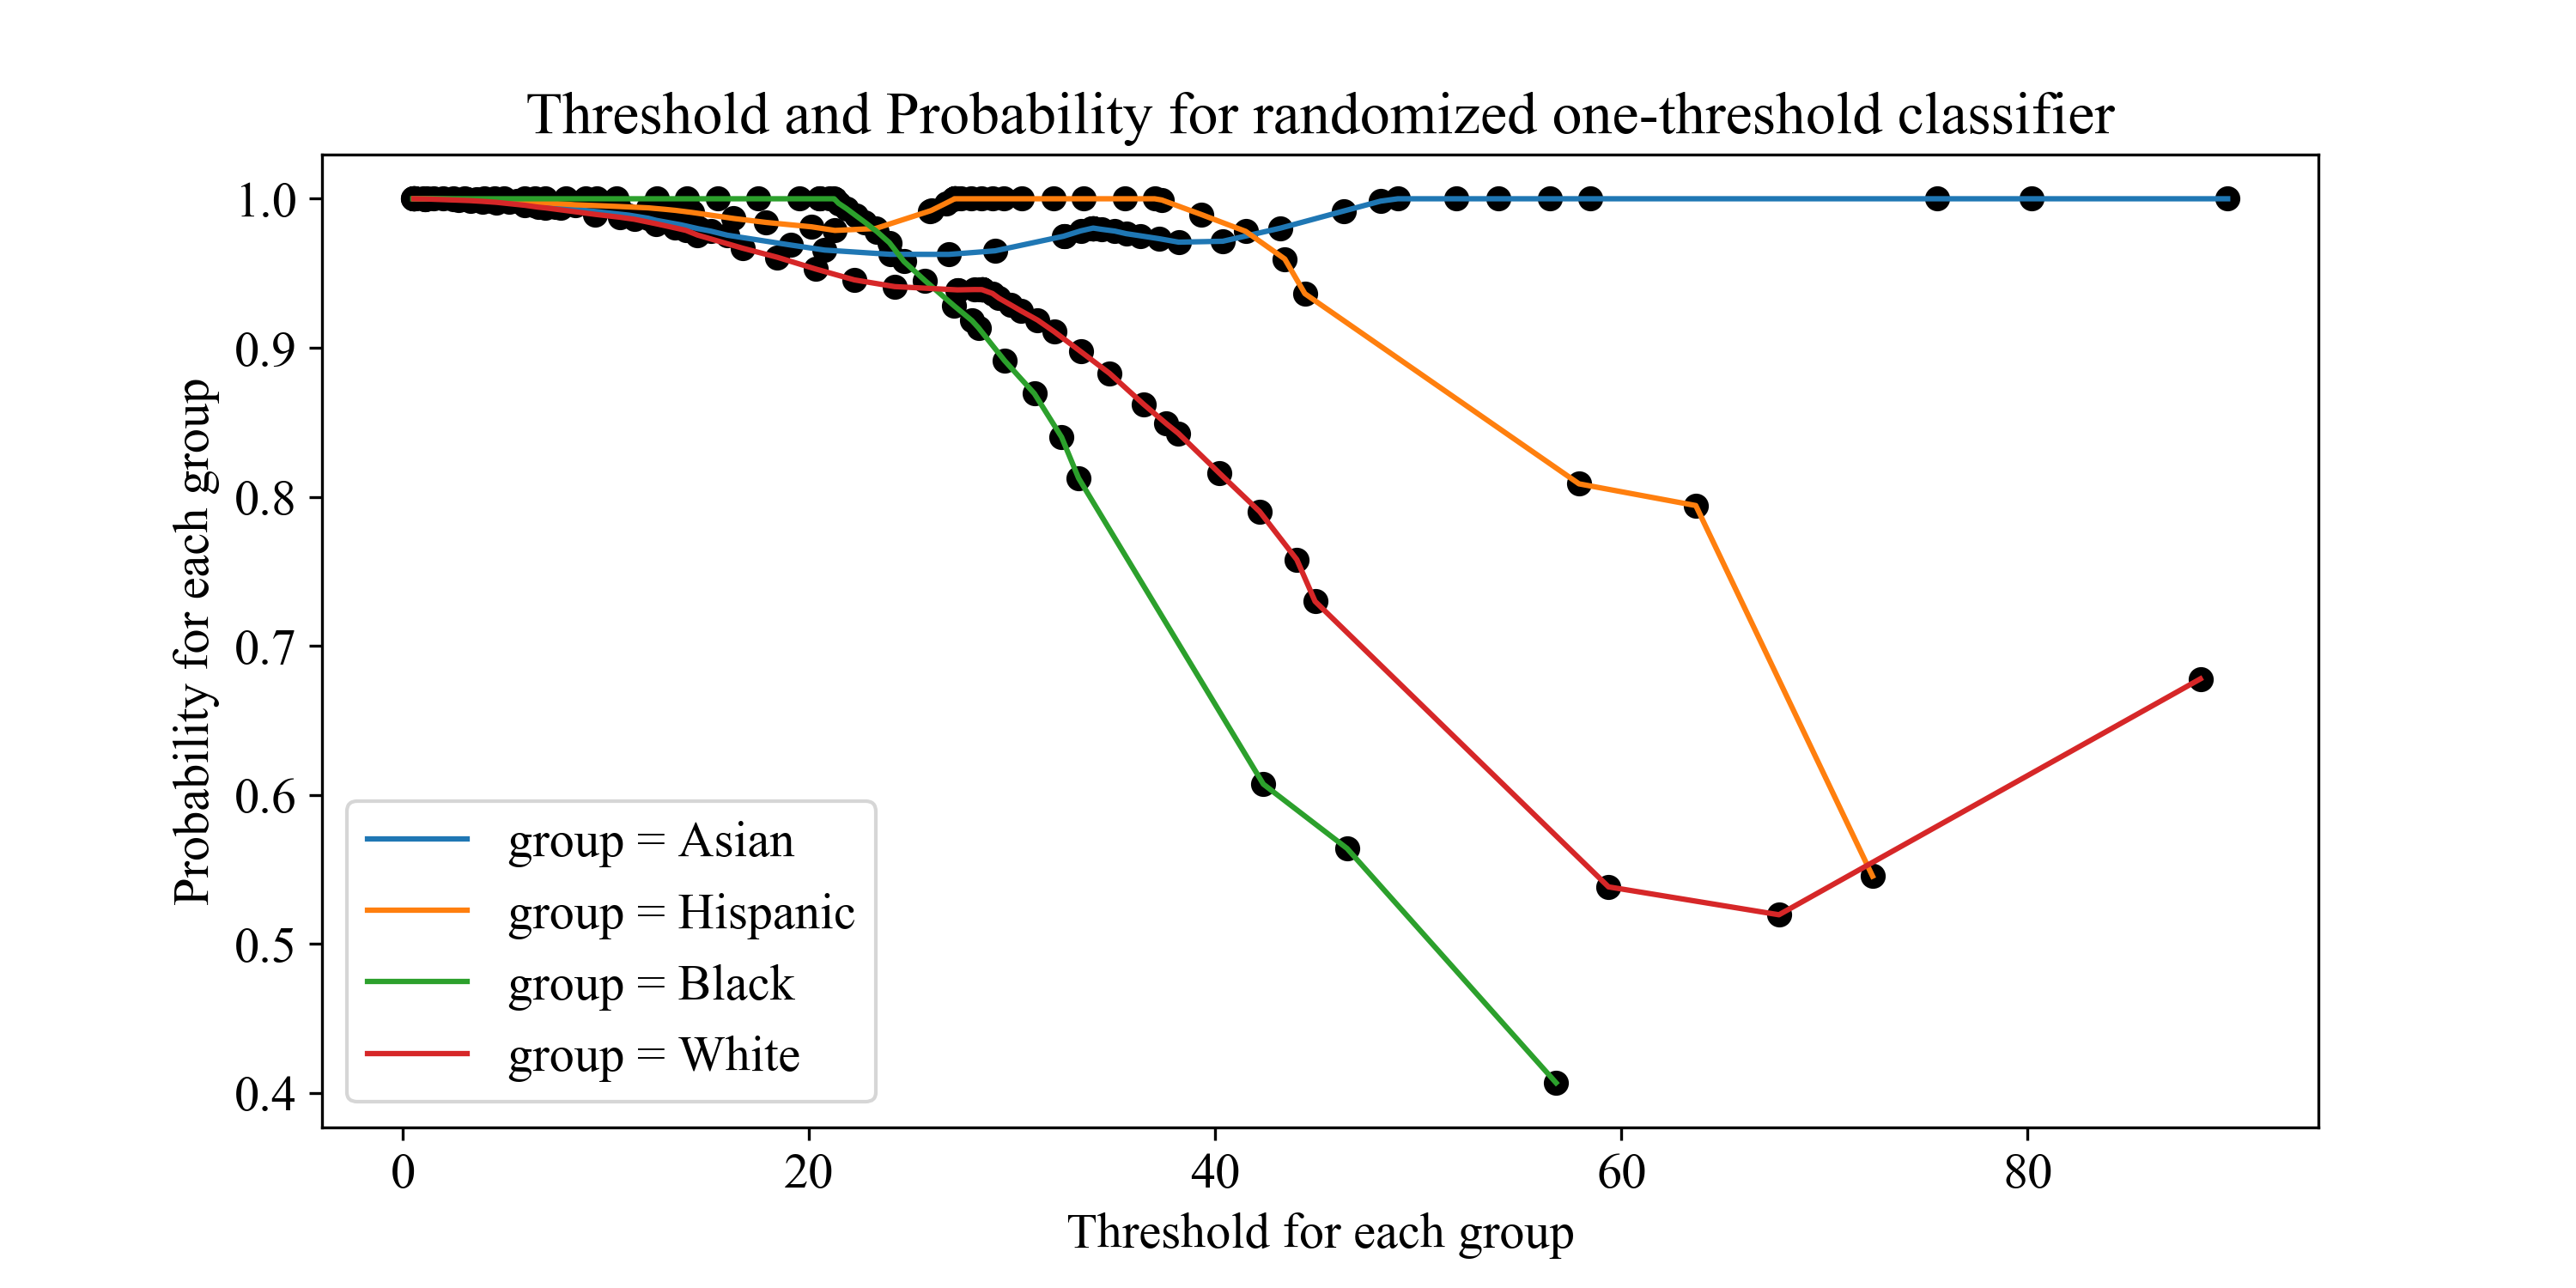 Threshold and Probability for randomized one-threshold classifier
Probability for each group
1.0
0.9
0.8
0.7
0.6
0.5
0.4
group = Asian
group = Hispanic
group = Black
group = White
0 20 40 60 80
Threshold for each group